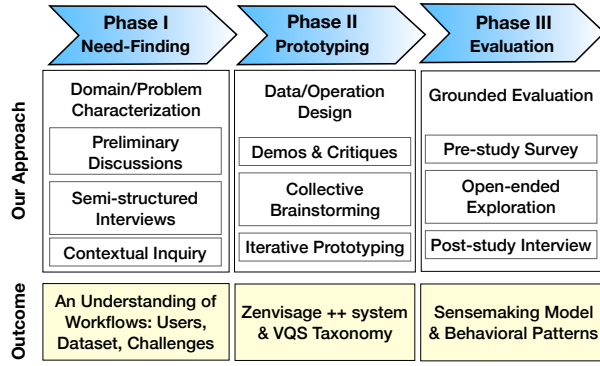 Phase I
Need-Finding
Phase II
Prototyping
Phase III
Evaluation
Our Approach
Domain/Problem
Characterization
Preliminary
Discussions
Semi-structured
Interviews
Contextual Inquiry
Data/Operation
Design
Demos & Critiques
Collective
Brainstorming
Iterative Prototyping
Grounded Evaluation
Pre-study Survey
Open-ended
Exploration
Post-study Interview
Outcome
An Understanding of
Workflows: Users,
Dataset, Challenges
Zenvisage ++ system
& VQS Taxonomy
Sensemaking Model
& Behavioral Patterns